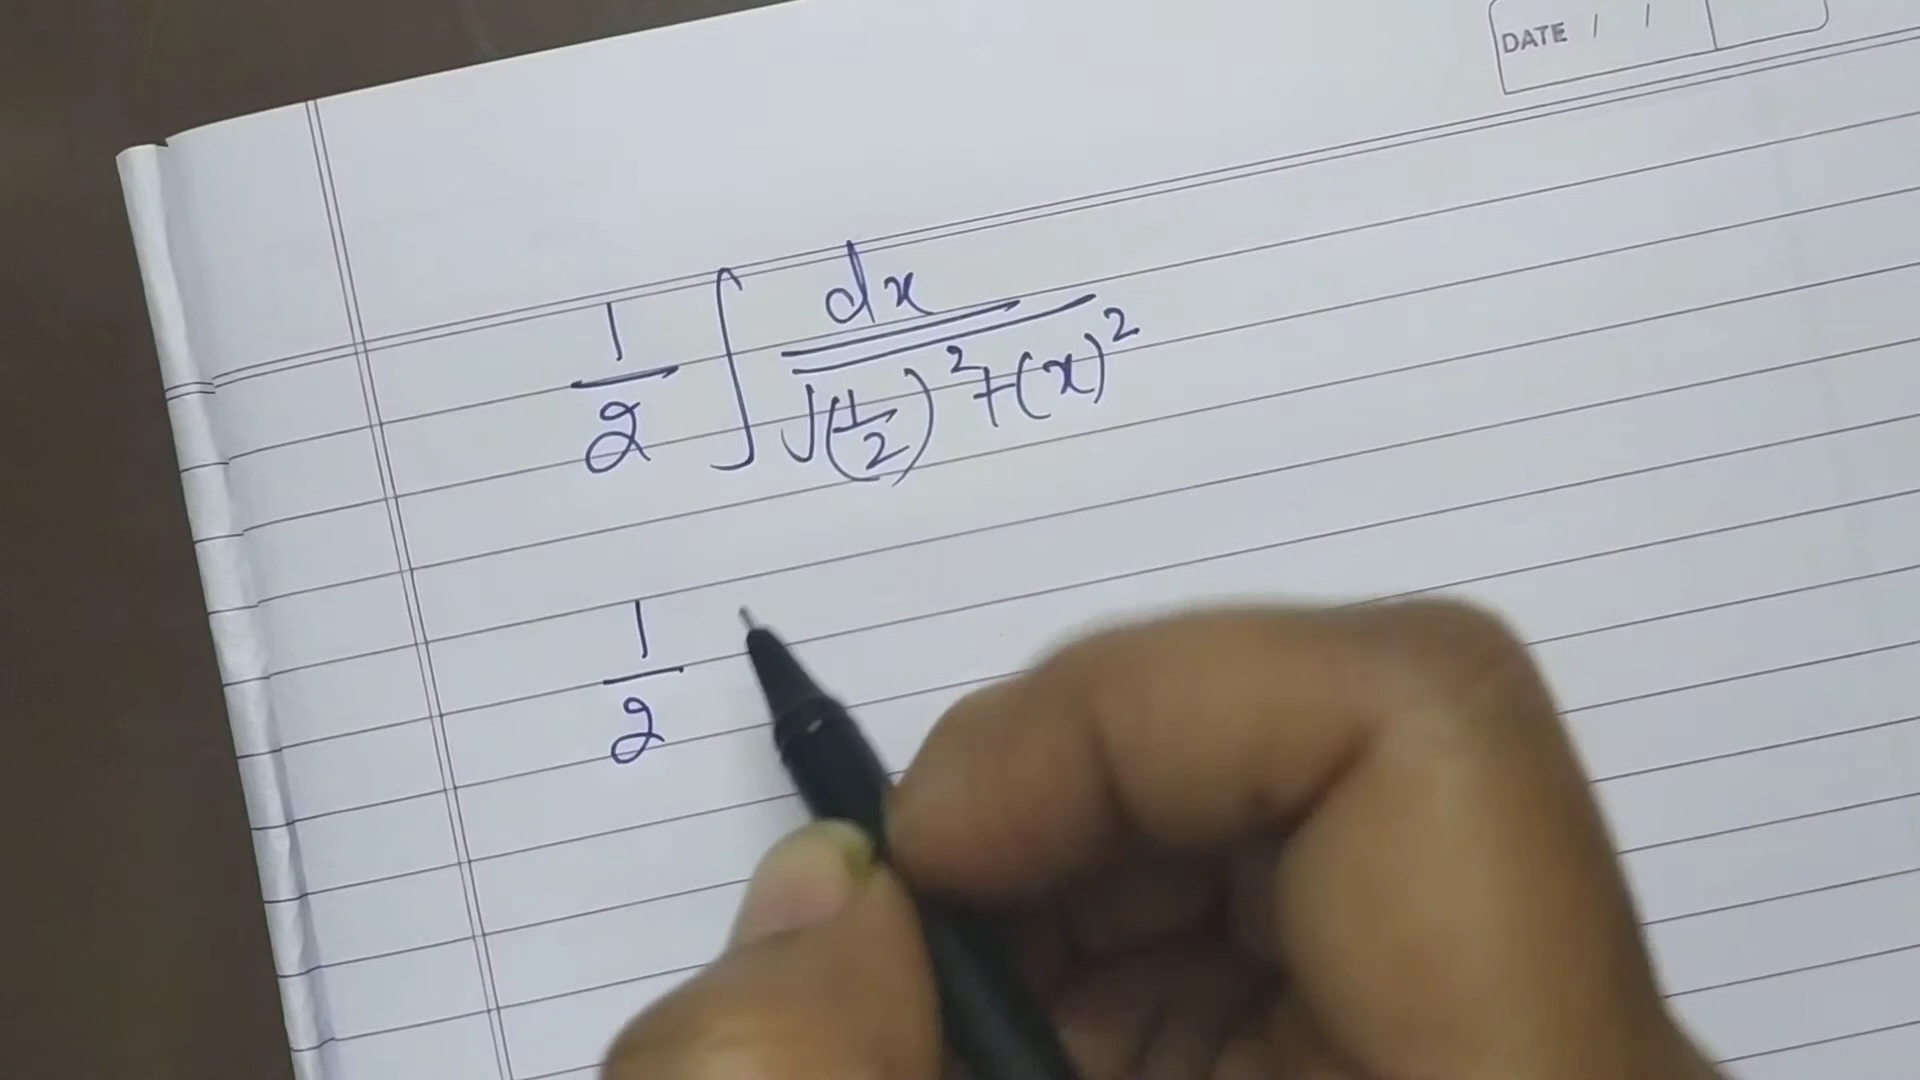 DATE / /
1/2 ∫ dx/√(1/2)²+(x)²
1/2